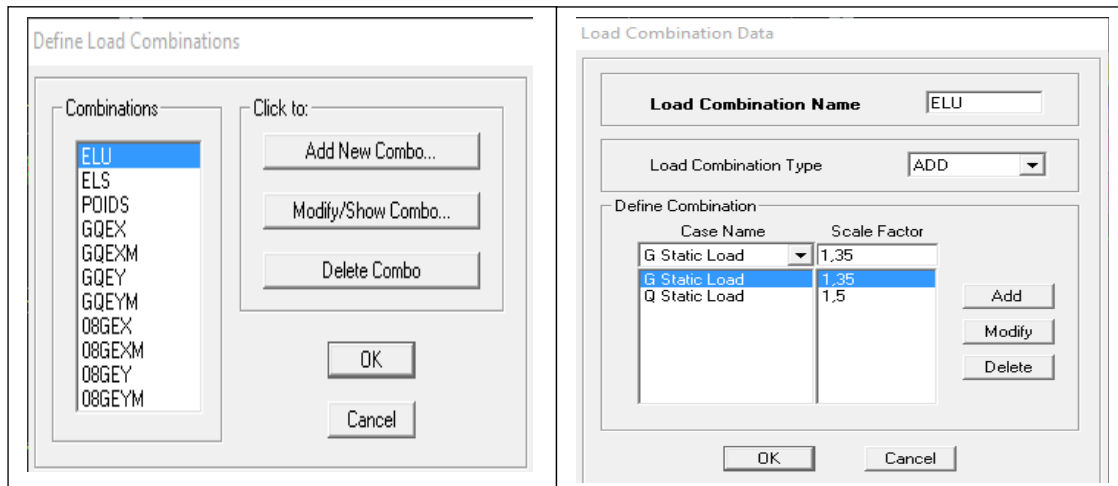 Define Load Combinations
Combinations
ELU
ELS
POIDS
GQEX
GQEXM
GQEY
GQEYM
08GEX
08GEXM
08GEY
08GEYM
Click to:
Add New Combo...
Modify/Show Combo...
Delete Combo
OK
Cancel
Load Combination Data
Load Combination Name ELU
Load Combination Type ADD
Define Combination
Case Name Scale Factor
G Static Load 1,35
G Static Load 1,35
Q Static Load 1,5
Add
Modify
Delete
OK Cancel